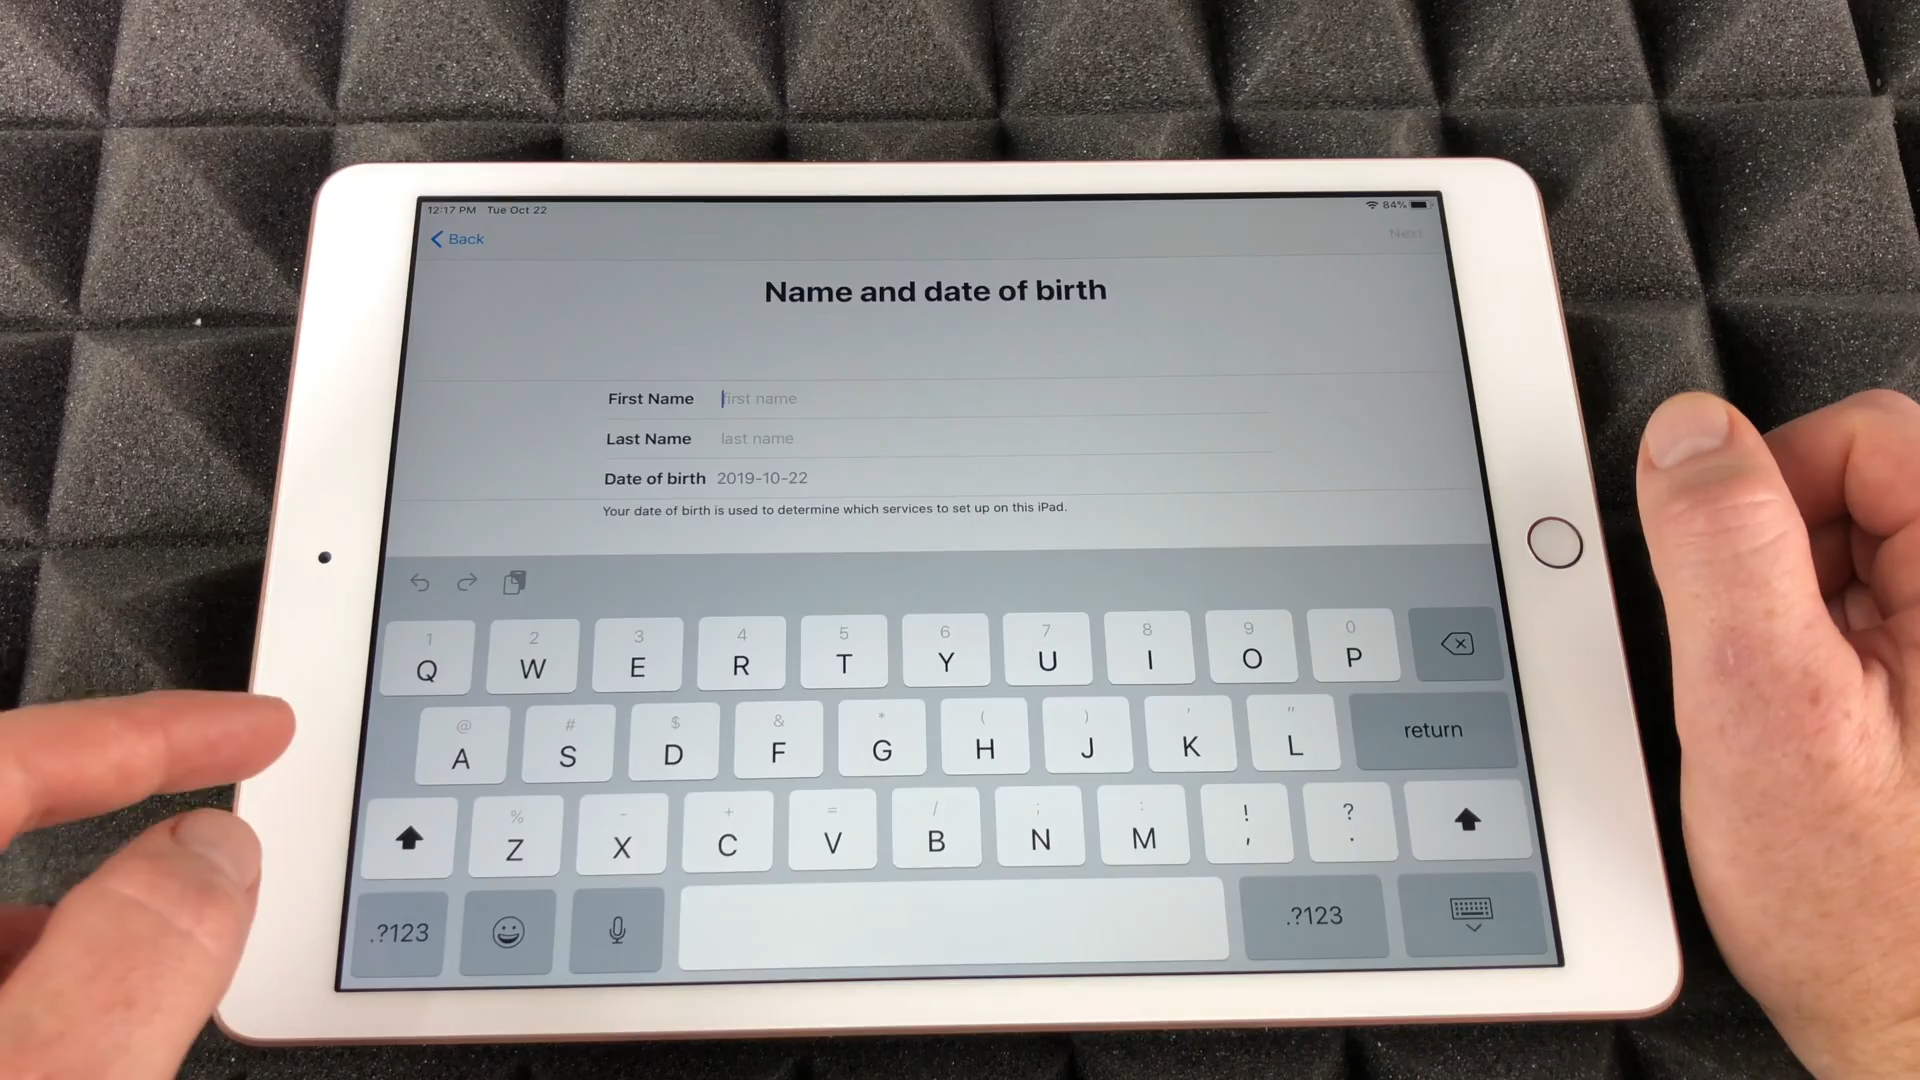 12:17 PM Tue Oct 22
84%
Back
Next
Name and date of birth
First Name first name
Last Name last name
Date of birth 2019-10-22
Your date of birth is used to determine which services to set up on this iPad.
1 2 3 4 5 6 7 8 9 0
Q W E R T Y U I O P
@ # $ & * ( ) ' "
A S D F G H J K L return
% - + = / ; : ! ?
Z X C V B N M , .
.?123 .?123